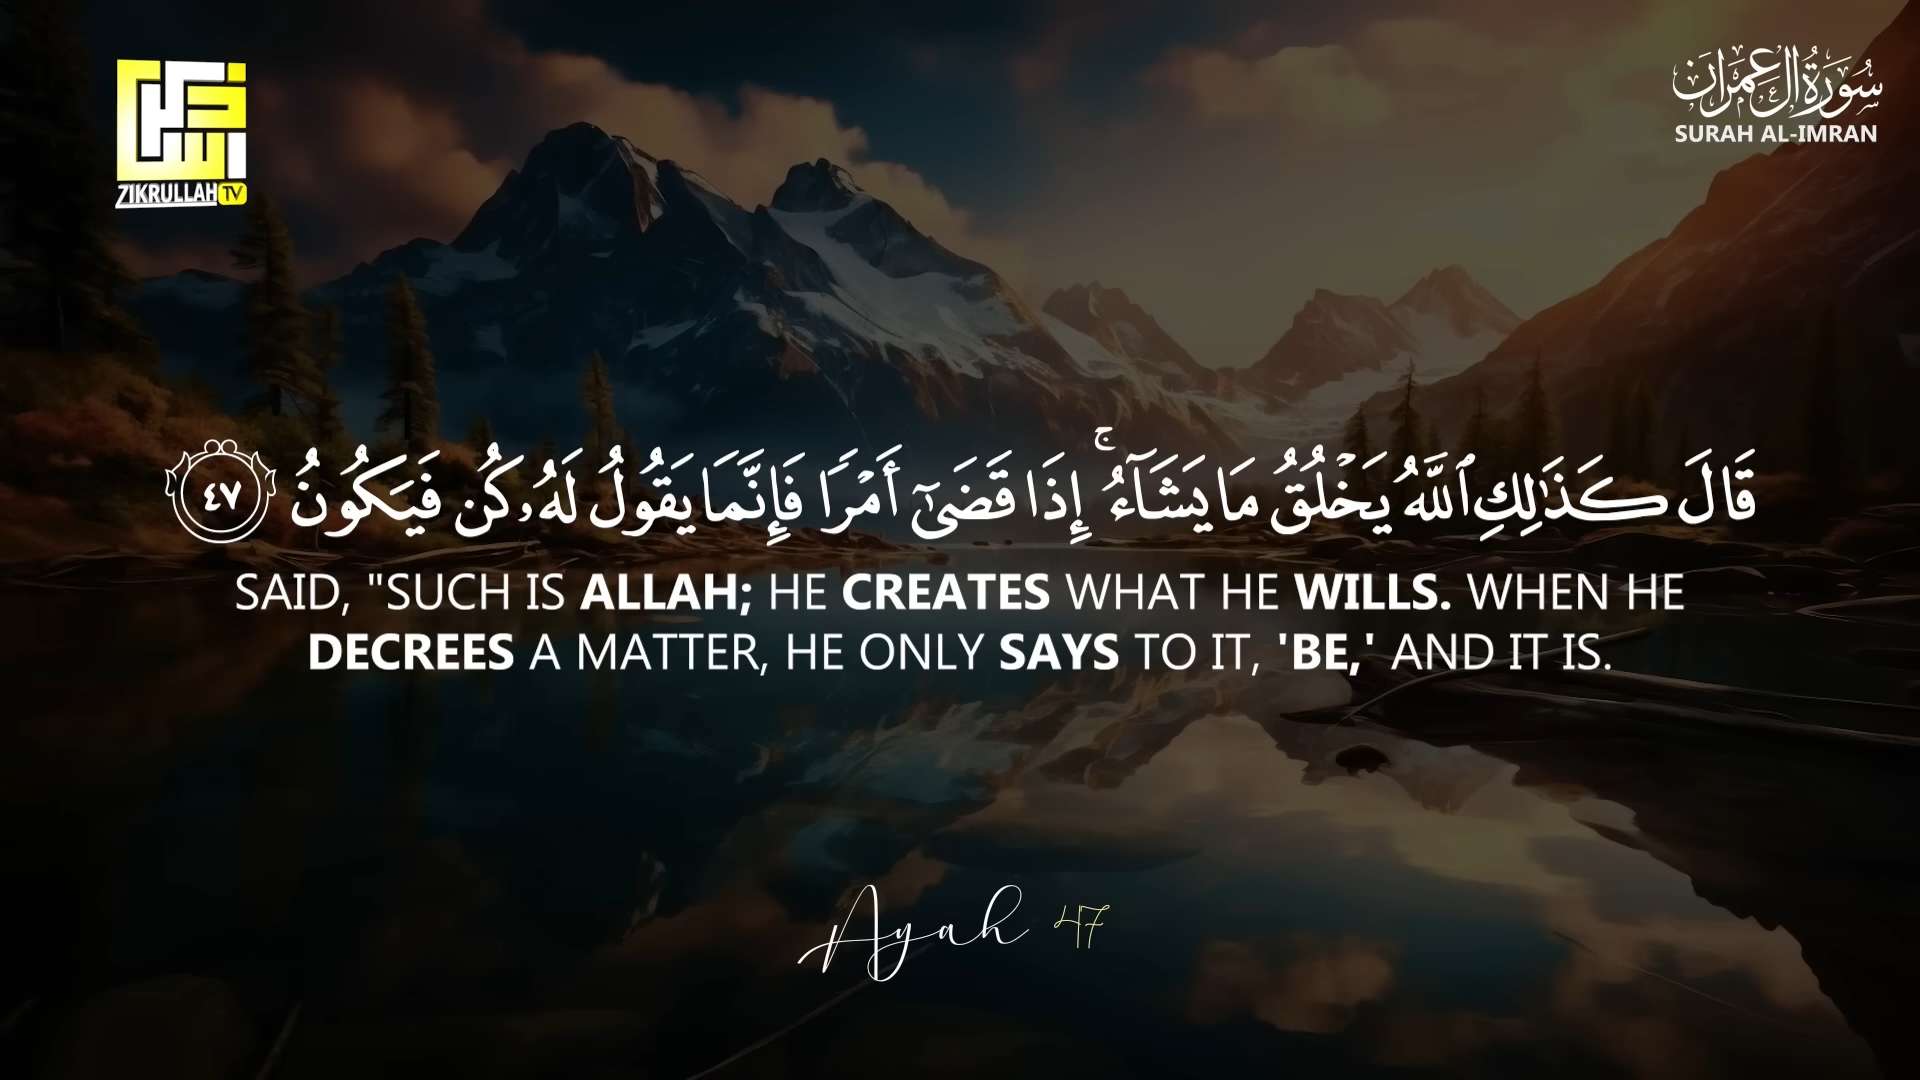 ذكر الله
ZIKRULLAH TV
سُورَةُ آلِ عِمْرَان
SURAH AL-IMRAN
قَالَ كَذَٰلِكِ ٱللَّهُ يَخْلُقُ مَا يَشَآءُ ۚ إِذَا قَضَىٰٓ أَمْرًا فَإِنَّمَا يَقُولُ لَهُۥ كُن فَيَكُونُ ٤٧
SAID, "SUCH IS ALLAH; HE CREATES WHAT HE WILLS. WHEN HE
DECREES A MATTER, HE ONLY SAYS TO IT, 'BE,' AND IT IS.
Ayah 47